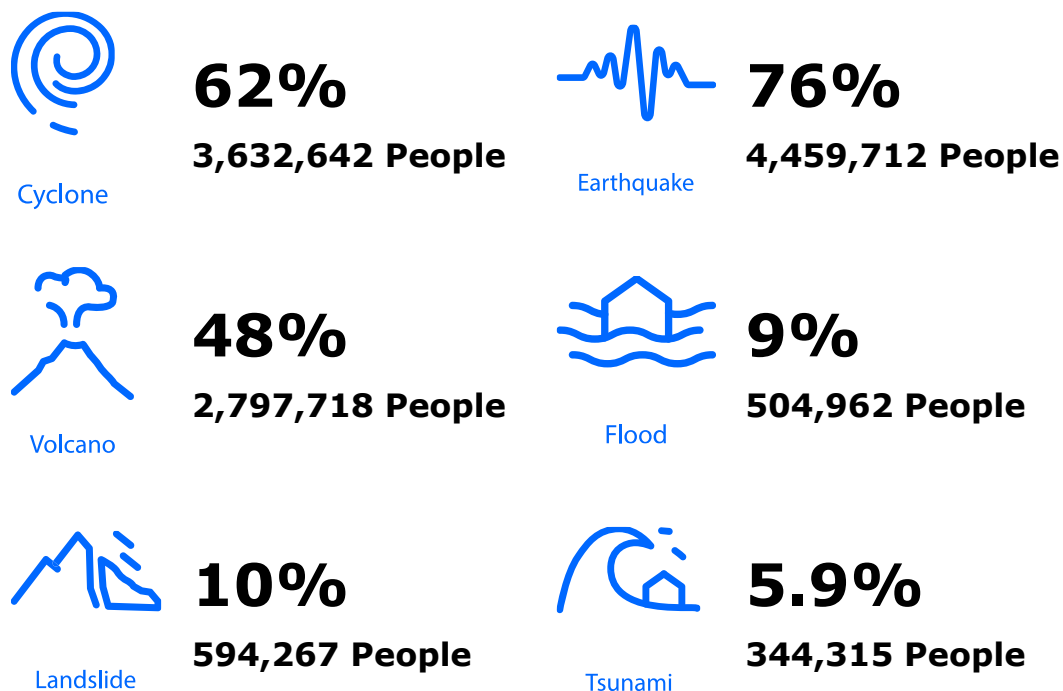 62%
3,632,642 People
Cyclone
76%
4,459,712 People
Earthquake
48%
2,797,718 People
Volcano
9%
504,962 People
Flood
10%
594,267 People
Landslide
5.9%
344,315 People
Tsunami